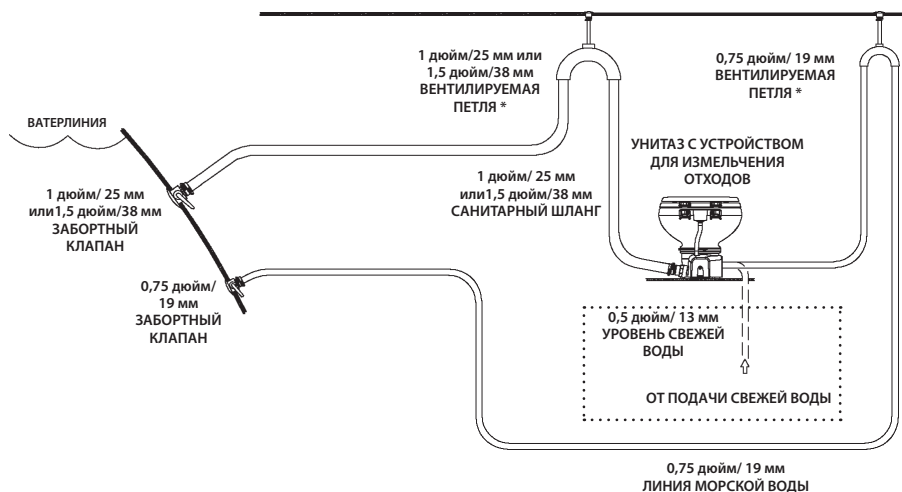 1 дюйм/25 мм или
1,5 дюйм/38 мм
ВЕНТИЛИРУЕМАЯ
ПЕТЛЯ *
0,75 дюйм/ 19 мм
ВЕНТИЛИРУЕМАЯ
ПЕТЛЯ *
ВАТЕРЛИНИЯ
УНИТАЗ С УСТРОЙСТВОМ
ДЛЯ ИЗМЕЛЬЧЕНИЯ
ОТХОДОВ
1 дюйм/ 25 мм
или1,5 дюйм/38 мм
ЗАБОРТНЫЙ
КЛАПАН
1 дюйм/ 25 мм
или1,5 дюйм/38 мм
САНИТАРНЫЙ ШЛАНГ
0,75 дюйм/
19 мм
ЗАБОРТНЫЙ
КЛАПАН
0,5 дюйм/ 13 мм
УРОВЕНЬ СВЕЖЕЙ
ВОДЫ
ОТ ПОДАЧИ СВЕЖЕЙ ВОДЫ
0,75 дюйм/ 19 мм
ЛИНИЯ МОРСКОЙ ВОДЫ